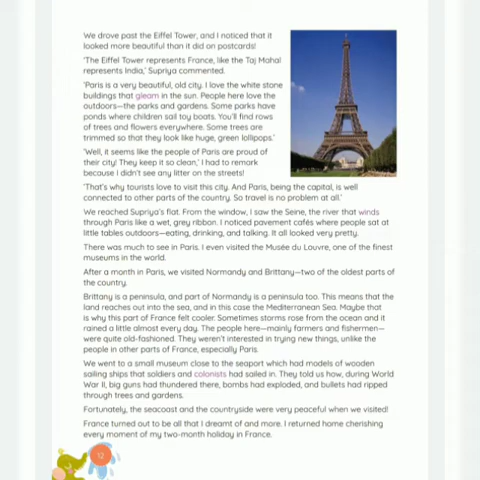 We drove past the Eiffel Tower, and I noticed that it
looked more beautiful than it did on postcards!
'The Eiffel Tower represents France, like the Taj Mahal
represents India,' Supriya commented.
'Paris is a very beautiful, old city. I love the white stone
buildings that gleam in the sun. People here love the
outdoors—the parks and gardens. Some parks have
ponds where children sail toy boats. You'll find rows
of trees and flowers everywhere. Some trees are
trimmed so that they look like huge, green lollipops.'
'Well, it seems like the people of Paris are proud of
their city! They keep it so clean,' I had to remark
because I didn't see any litter on the streets!
'That's why tourists love to visit this city. And Paris, being the capital, is well
connected to other parts of the country. So travel is no problem at all.'
We reached Supriya's flat. From the window, I saw the Seine, the river that winds
through Paris like a wet, grey ribbon. I noticed pavement cafés where people sat at
little tables outdoors—eating, drinking, and talking. It all looked very pretty.
There was much to see in Paris. I even visited the Musée du Louvre, one of the finest
museums in the world.
After a month in Paris, we visited Normandy and Brittany—two of the oldest parts of
the country.
Brittany is a peninsula, and part of Normandy is a peninsula too. This means that the
land reaches out into the sea, and in this case the Mediterranean Sea. Maybe that
is why this part of France felt cooler. Sometimes storms rose from the ocean and it
rained a little almost every day. The people here—mainly farmers and fishermen—
were quite old-fashioned. They weren't interested in trying new things, unlike the
people in other parts of France, especially Paris.
We went to a small museum close to the seaport which had models of wooden
sailing ships that soldiers and colonists had sailed in. They told us how, during World
War II, big guns had thundered there, bombs had exploded, and bullets had ripped
through trees and gardens.
Fortunately, the seacoast and the countryside were very peaceful when we visited!
France turned out to be all that I dreamt of and more. I returned home cherishing
every moment of my two-month holiday in France.
12